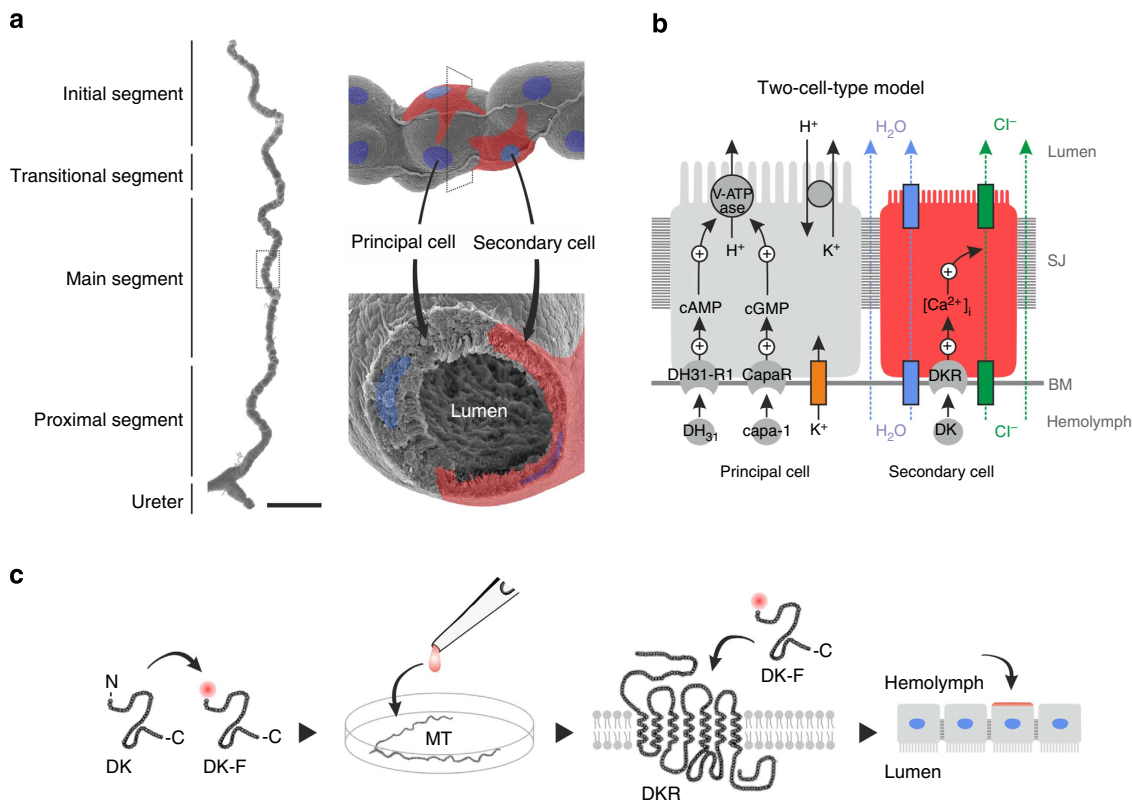 a
Initial segment
Transitional segment
Main segment
Proximal segment
Ureter
Principal cell
Secondary cell
Lumen
b
Two-cell-type model
H⁺
H₂O
Cl⁻
Lumen
V-ATP
ase
H⁺
K⁺
SJ
cAMP
cGMP
[Ca²⁺]ᵢ
DH31-R1
CapaR
DKR
BM
DH₃₁
capa-1
K⁺
H₂O
DK
Cl⁻
Hemolymph
Principal cell
Secondary cell
c
N
-C
DK
-C
DK-F
MT
-C
DK-F
DKR
Hemolymph
Lumen